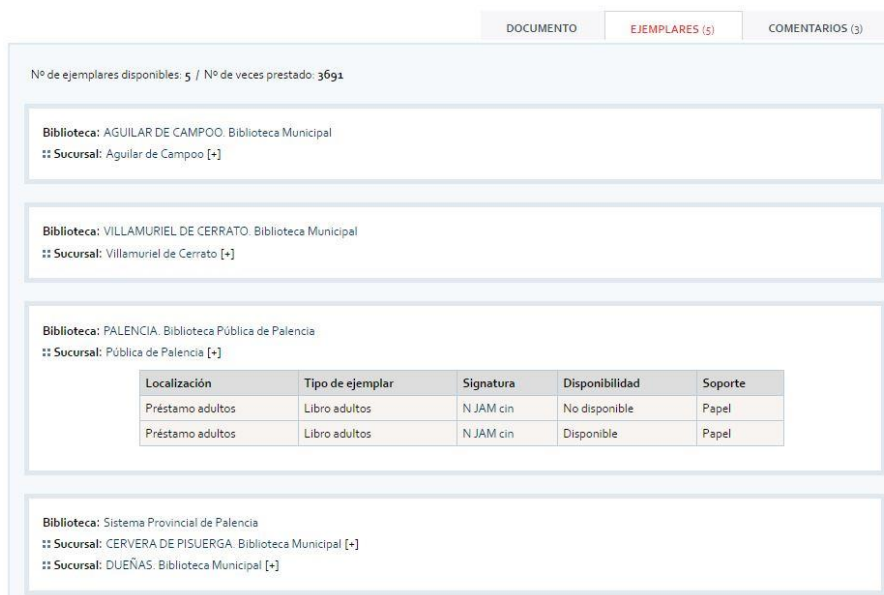 DOCUMENTO EJEMPLARES (5) COMENTARIOS (3)
Nº de ejemplares disponibles: 5 / Nº de veces prestado: 3691
Biblioteca: AGUILAR DE CAMPOO. Biblioteca Municipal
Sucursal: Aguilar de Campoo [+]
Biblioteca: VILLAMURIEL DE CERRATO. Biblioteca Municipal
Sucursal: Villamuriel de Cerrato [+]
Biblioteca: PALENCIA. Biblioteca Pública de Palencia
Sucursal: Pública de Palencia [+]
Localización Tipo de ejemplar Signatura Disponibilidad Soporte
Préstamo adultos Libro adultos N JAM cin No disponible Papel
Préstamo adultos Libro adultos N JAM cin Disponible Papel
Biblioteca: Sistema Provincial de Palencia
Sucursal: CERVERA DE PISUERGA. Biblioteca Municipal [+]
Sucursal: DUEÑAS. Biblioteca Municipal [+]